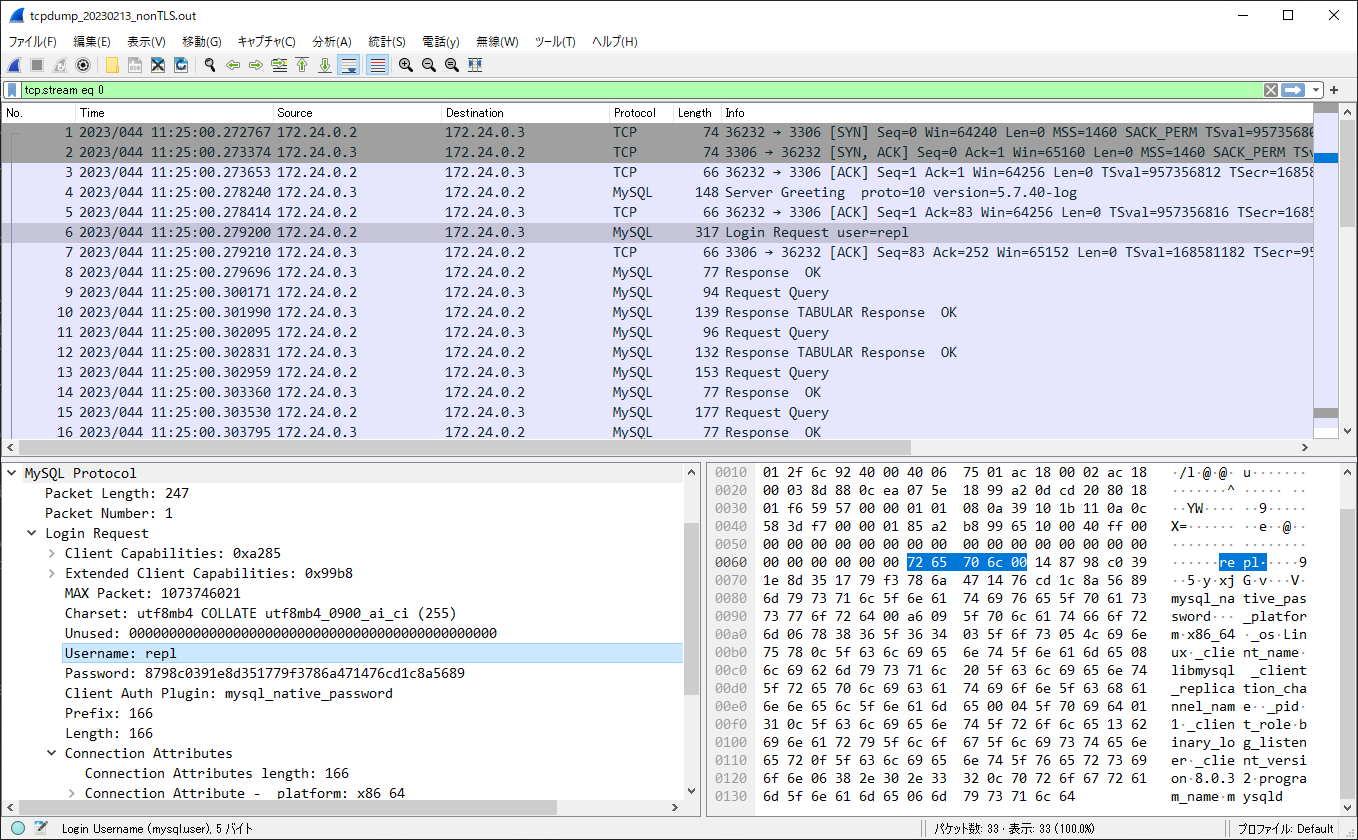 tcpdump_20230213_nonTLS.out
ファイル(F) 編集(E) 表示(V) 移動(G) キャプチャ(C) 分析(A) 統計(S) 電話(y) 無線(W) ツール(T) ヘルプ(H)
tcp.stream eq 0
No. Time Source Destination Protocol Length Info
1 2023/044 11:25:00.272767 172.24.0.2 172.24.0.3 TCP 74 36232 → 3306 [SYN] Seq=0 Win=64240 Len=0 MSS=1460 SACK_PERM TSval=95735680
2 2023/044 11:25:00.273374 172.24.0.3 172.24.0.2 TCP 74 3306 → 36232 [SYN, ACK] Seq=0 Ack=1 Win=65160 Len=0 MSS=1460 SACK_PERM TSv
3 2023/044 11:25:00.273653 172.24.0.2 172.24.0.3 TCP 66 36232 → 3306 [ACK] Seq=1 Ack=1 Win=64256 Len=0 TSval=957356812 TSecr=16858
4 2023/044 11:25:00.278240 172.24.0.3 172.24.0.2 MySQL 148 Server Greeting  proto=10 version=5.7.40-log
5 2023/044 11:25:00.278414 172.24.0.2 172.24.0.3 TCP 66 36232 → 3306 [ACK] Seq=1 Ack=83 Win=64256 Len=0 TSval=957356816 TSecr=1685
6 2023/044 11:25:00.279200 172.24.0.2 172.24.0.3 MySQL 317 Login Request user=repl
7 2023/044 11:25:00.279210 172.24.0.3 172.24.0.2 TCP 66 3306 → 36232 [ACK] Seq=83 Ack=252 Win=65152 Len=0 TSval=168581182 TSecr=95
8 2023/044 11:25:00.279696 172.24.0.3 172.24.0.2 MySQL 77 Response  OK
9 2023/044 11:25:00.300171 172.24.0.2 172.24.0.3 MySQL 94 Request Query
10 2023/044 11:25:00.301990 172.24.0.3 172.24.0.2 MySQL 139 Response TABULAR Response  OK
11 2023/044 11:25:00.302095 172.24.0.2 172.24.0.3 MySQL 96 Request Query
12 2023/044 11:25:00.302831 172.24.0.3 172.24.0.2 MySQL 132 Response TABULAR Response  OK
13 2023/044 11:25:00.302959 172.24.0.2 172.24.0.3 MySQL 153 Request Query
14 2023/044 11:25:00.303360 172.24.0.3 172.24.0.2 MySQL 77 Response  OK
15 2023/044 11:25:00.303530 172.24.0.2 172.24.0.3 MySQL 177 Request Query
16 2023/044 11:25:00.303795 172.24.0.3 172.24.0.2 MySQL 77 Response  OK
MySQL Protocol
Packet Length: 247
Packet Number: 1
Login Request
Client Capabilities: 0xa285
Extended Client Capabilities: 0x99b8
MAX Packet: 1073746021
Charset: utf8mb4 COLLATE utf8mb4_0900_ai_ci (255)
Unused: 0000000000000000000000000000000000000000000000
Username: repl
Password: 8798c0391e8d351779f3786a471476cd1c8a5689
Client Auth Plugin: mysql_native_password
Prefix: 166
Length: 166
Connection Attributes
Connection Attributes length: 166
Connection Attribute - _platform: x86_64
0010 01 2f 6c 92 40 00 40 06 75 01 ac 18 00 02 ac 18 ·/l·@·@· u·······
0020 00 03 8d 88 0c ea 07 5e 18 99 a2 0d cd 20 80 18 ·······^ ····· ··
0030 01 f6 59 57 00 00 01 01 08 0a 39 10 1b 11 0a 0c ··YW···· ··9·····
0040 58 3d f7 00 00 01 85 a2 b8 99 65 10 00 40 ff 00 X=······ ··e··@··
0050 00 00 00 00 00 00 00 00 00 00 00 00 00 00 00 00 ········ ········
0060 00 00 00 00 00 00 72 65 70 6c 00 14 87 98 c0 39 ······re pl·····9
0070 1e 8d 35 17 79 f3 78 6a 47 14 76 cd 1c 8a 56 89 ··5·y·xj G·v···V·
0080 6d 79 73 71 6c 5f 6e 61 74 69 76 65 5f 70 61 73 mysql_na tive_pas
0090 73 77 6f 72 64 00 a6 09 5f 70 6c 61 74 66 6f 72 sword··· _platfor
00a0 6d 06 78 38 36 5f 36 34 03 5f 6f 73 05 4c 69 6e m·x86_64 ·_os·Lin
00b0 75 78 0c 5f 63 6c 69 65 6e 74 5f 6e 61 6d 65 08 ux·_clie nt_name·
00c0 6c 69 62 6d 79 73 71 6c 20 5f 63 6c 69 65 6e 74 libmysql  _client
00d0 5f 72 65 70 6c 69 63 61 74 69 6f 6e 5f 63 68 61 _replica tion_cha
00e0 6e 6e 65 6c 5f 6e 61 6d 65 00 04 5f 70 69 64 01 nnel_nam e··_pid·
00f0 31 0c 5f 63 6c 69 65 6e 74 5f 72 6f 6c 65 13 62 1·_clien t_role·b
0100 69 6e 61 72 79 5f 6c 6f 67 5f 6c 69 73 74 65 6e inary_lo g_listen
0110 65 72 0f 5f 63 6c 69 65 6e 74 5f 76 65 72 73 69 er·_clie nt_versi
0120 6f 6e 06 38 2e 30 2e 33 32 0c 70 72 6f 67 72 61 on·8.0.3 2·progra
0130 6d 5f 6e 61 6d 65 06 6d 79 73 71 6c 64 m_name·m ysqld
Login Username (mysql.user), 5 バイト パケット数: 33 · 表示: 33 (100.0%) プロファイル: Default